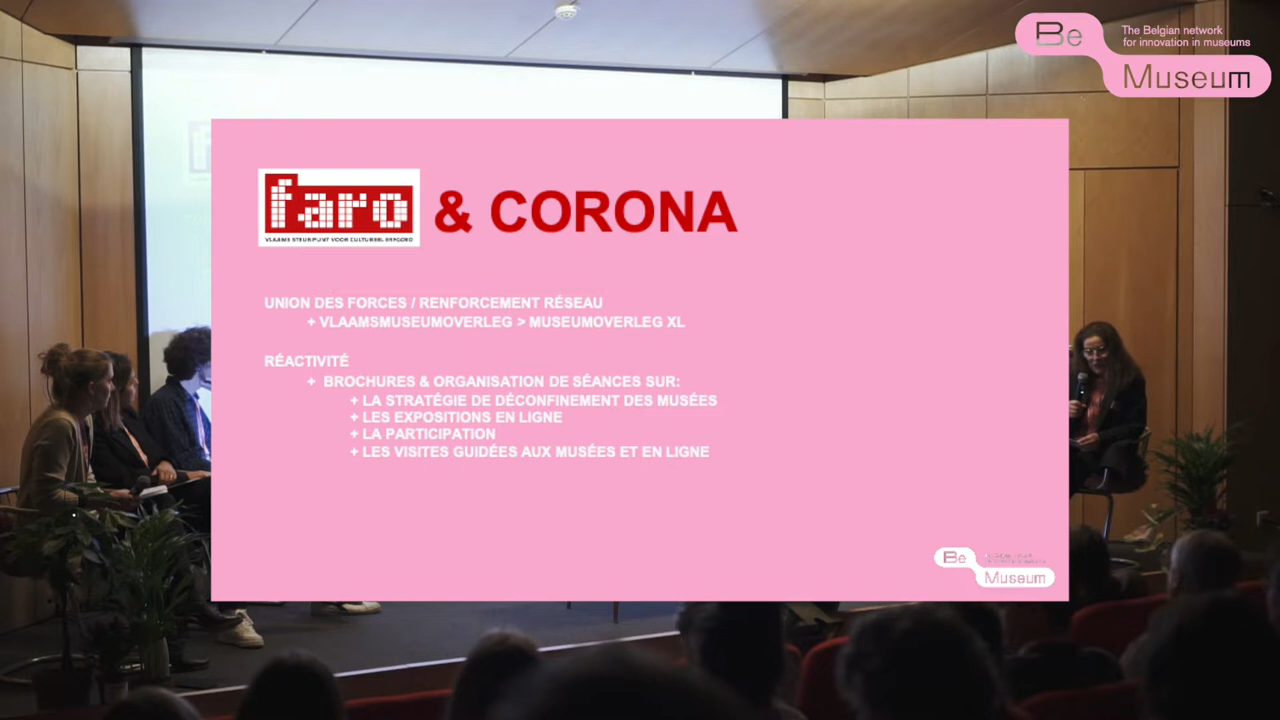 Be
The Belgian network
for innovation in museums
Museum
faro
VLAAMS STEUNPUNT VOOR CULTUREEL ERFGOED
& CORONA
UNION DES FORCES / RENFORCEMENT RÉSEAU
+ VLAAMSMUSEUMOVERLEG > MUSEUMOVERLEG XL
RÉACTIVITÉ
+ BROCHURES & ORGANISATION DE SÉANCES SUR:
+ LA STRATÉGIE DE DÉCONFINEMENT DES MUSÉES
+ LES EXPOSITIONS EN LIGNE
+ LA PARTICIPATION
+ LES VISITES GUIDÉES AUX MUSÉES ET EN LIGNE
Be
Museum